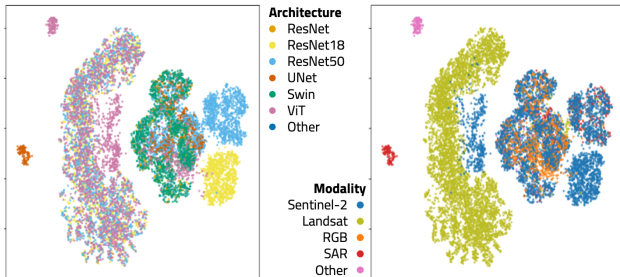 Architecture
ResNet
ResNet18
ResNet50
UNet
Swin
ViT
Other
Modality
Sentinel-2
Landsat
RGB
SAR
Other